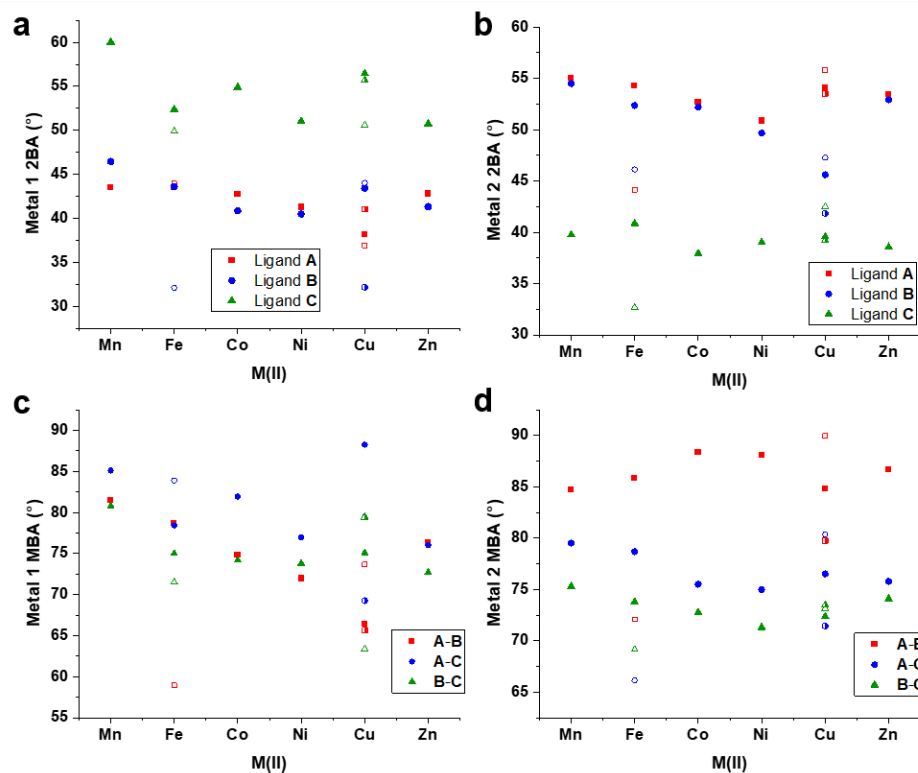 a
60
55
50
45
40
35
30
Metal 1 2BA (°)
Ligand A
Ligand B
Ligand C
Mn Fe Co Ni Cu Zn
M(II)
b
60
55
50
45
40
35
30
Metal 2 2BA (°)
Ligand A
Ligand B
Ligand C
Mn Fe Co Ni Cu Zn
M(II)
c
90
85
80
75
70
65
60
55
Metal 1 MBA (°)
A-B
A-C
B-C
Mn Fe Co Ni Cu Zn
M(II)
d
90
85
80
75
70
65
Metal 2 MBA (°)
A-B
A-C
B-C
Mn Fe Co Ni Cu Zn
M(II)